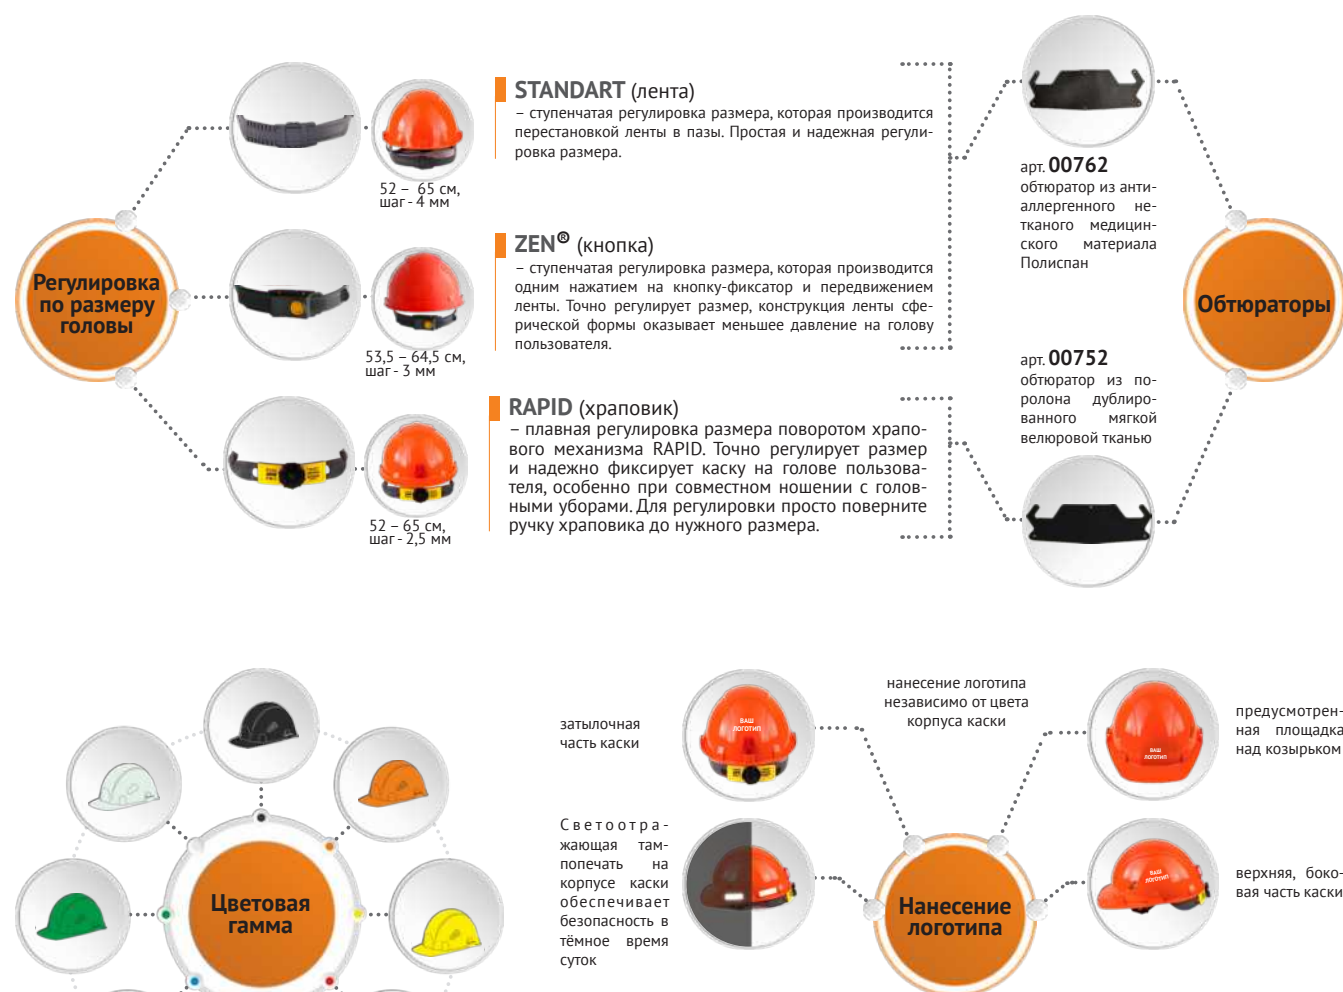 Регулировка
по размеру
головы
52 – 65 см,
шаг - 4 мм
STANDART (лента)
– ступенчатая регулировка размера, которая производится
перестановкой ленты в пазы. Простая и надежная регули-
ровка размера.
53,5 – 64,5 см,
шаг - 3 мм
ZEN® (кнопка)
– ступенчатая регулировка размера, которая производится
одним нажатием на кнопку-фиксатор и передвижением
ленты. Точно регулирует размер, конструкция ленты сфе-
рической формы оказывает меньшее давление на голову
пользователя.
52 – 65 см,
шаг - 2,5 мм
RAPID (храповик)
– плавная регулировка размера поворотом храпо-
вого механизма RAPID. Точно регулирует размер
и надежно фиксирует каску на голове пользова-
теля, особенно при совместном ношении с голов-
ными уборами. Для регулировки просто поверните
ручку храповика до нужного размера.
арт. 00762
обтюратор из анти-
аллергенного не-
тканого медицин-
ского материала
Полиспан
Обтюраторы
арт. 00752
обтюратор из по-
ролона дублиро-
ванного мягкой
велюровой тканью
Цветовая
гамма
затылочная
часть каски
ВАШ
ЛОГОТИП
нанесение логотипа
независимо от цвета
корпуса каски
ВАШ
ЛОГОТИП
предусмотрен-
ная площадка
над козырьком
Светоотра-
жающая там-
попечать на
корпусе каски
обеспечивает
безопасность в
тёмное время
суток
Нанесение
логотипа
ВАШ
ЛОГОТИП
верхняя, боко-
вая часть каски